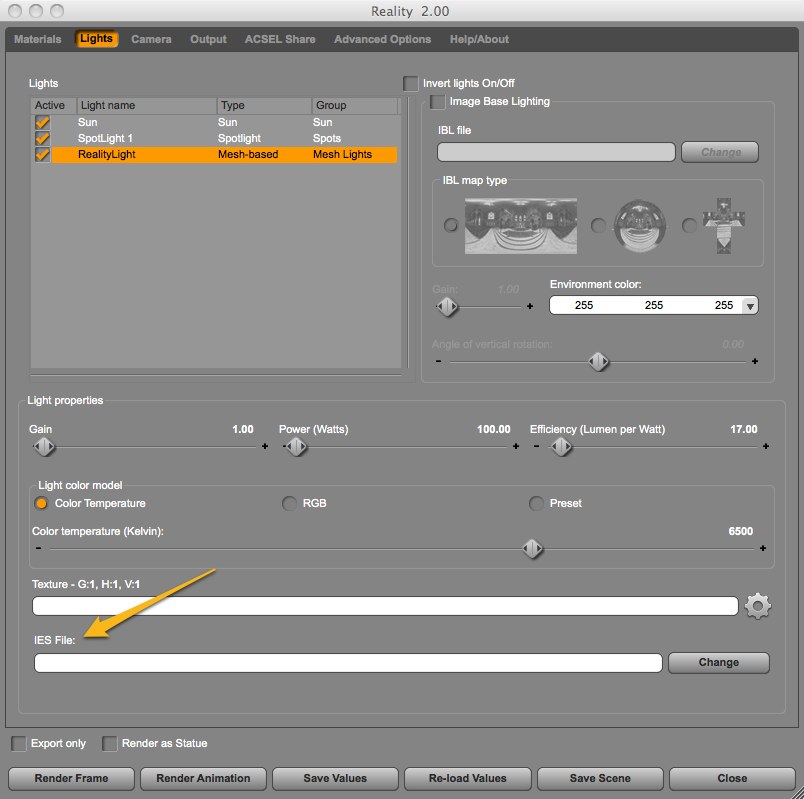 Reality 2.00
Materials Lights Camera Output ACSEL Share Advanced Options Help/About
Lights
Invert lights On/Off
Active Light name Type Group
Image Base Lighting
Sun Sun Sun
SpotLight 1 Spotlight Spots
IBL file
RealityLight Mesh-based Mesh Lights
Change
IBL map type
Gain: 1.00
Environment color:
255 255 255
Angle of vertical rotation: 0.00
- +
Light properties
Gain 1.00 Power (Watts) 100.00 Efficiency (Lumen per Watt) 17.00
Light color model
Color Temperature RGB Preset
Color temperature (Kelvin): 6500
- +
Texture - G:1, H:1, V:1
IES File:
Change
Export only Render as Statue
Render Frame Render Animation Save Values Re-load Values Save Scene Close